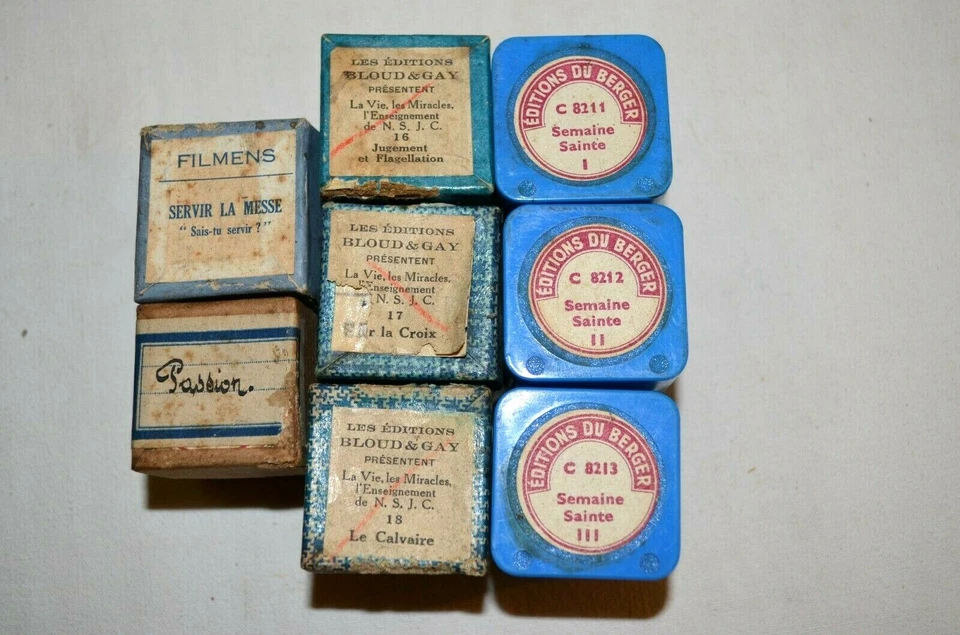 FILMENS
SERVIR LA MESSE
"Sais-tu servir?"
Passion.
LES ÉDITIONS
BLOUD & GAY
PRÉSENTENT
La Vie, les Miracles,
l'Enseignement
de N. S. J. C.
16
Jugement
et Flagellation
LES ÉDITIONS
BLOUD & GAY
PRÉSENTENT
La Vie, les Miracles,
l'Enseignement
N. S. J. C.
17
la Croix
LES ÉDITIONS
BLOUD & GAY
PRÉSENTENT
La Vie, les Miracles,
l'Enseignement
de N. S. J. C.
18
Le Calvaire
ÉDITIONS DU BERGER
C 8211
Semaine
Sainte
I
ÉDITIONS DU BERGER
C 8212
Semaine
Sainte
II
ÉDITIONS DU BERGER
C 8213
Semaine
Sainte
III